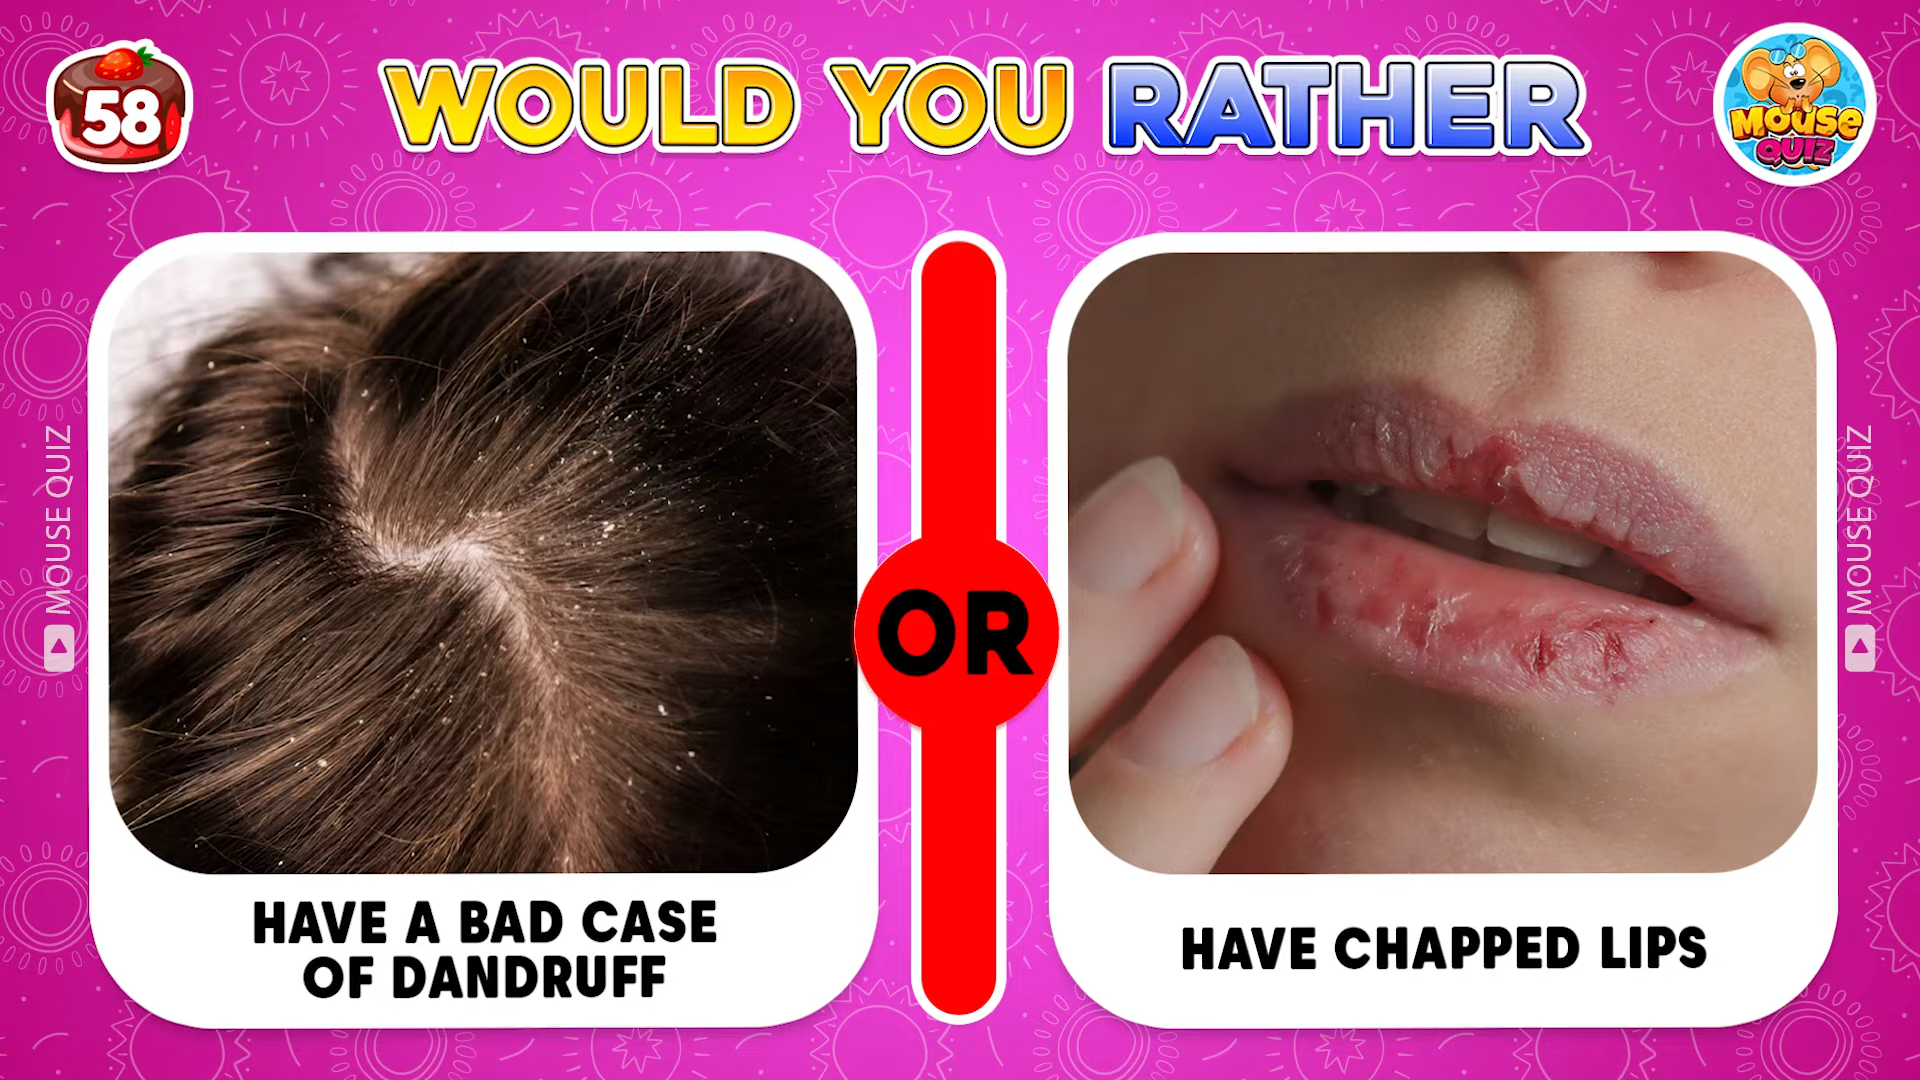 58
WOULD YOU RATHER
MOUSE
QUIZ
MOUSE QUIZ
OR
MOUSE QUIZ
HAVE A BAD CASE
OF DANDRUFF
HAVE CHAPPED LIPS